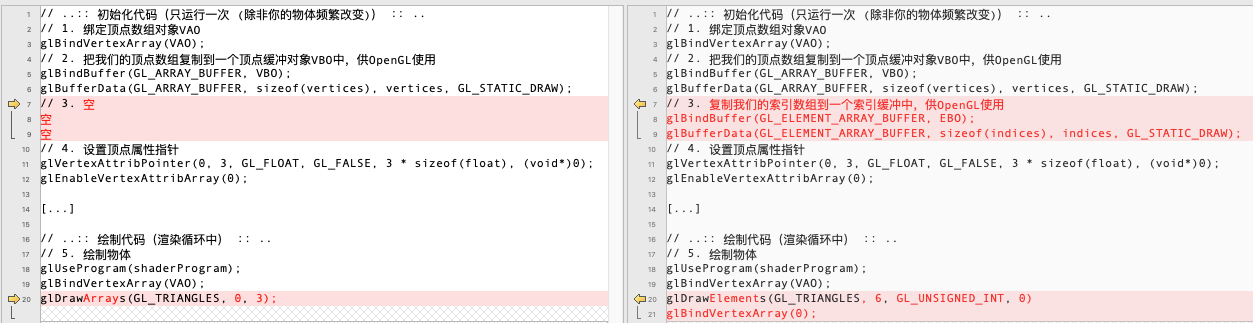 1 // ..:: 初始化代码（只运行一次 (除非你的物体频繁改变)） :: ..
2 // 1. 绑定顶点数组对象VAO
3 glBindVertexArray(VAO);
4 // 2. 把我们的顶点数组复制到一个顶点缓冲对象VBO中，供OpenGL使用
5 glBindBuffer(GL_ARRAY_BUFFER, VBO);
6 glBufferData(GL_ARRAY_BUFFER, sizeof(vertices), vertices, GL_STATIC_DRAW);
7 // 3. 空
8 空
9 空
10 // 4. 设置顶点属性指针
11 glVertexAttribPointer(0, 3, GL_FLOAT, GL_FALSE, 3 * sizeof(float), (void*)0);
12 glEnableVertexAttribArray(0);
13
14 [...]
15
16 // ..:: 绘制代码（渲染循环中） :: ..
17 // 5. 绘制物体
18 glUseProgram(shaderProgram);
19 glBindVertexArray(VAO);
20 glDrawArrays(GL_TRIANGLES, 0, 3);
1 // ..:: 初始化代码（只运行一次 (除非你的物体频繁改变)） :: ..
2 // 1. 绑定顶点数组对象VAO
3 glBindVertexArray(VAO);
4 // 2. 把我们的顶点数组复制到一个顶点缓冲对象VBO中，供OpenGL使用
5 glBindBuffer(GL_ARRAY_BUFFER, VBO);
6 glBufferData(GL_ARRAY_BUFFER, sizeof(vertices), vertices, GL_STATIC_DRAW);
7 // 3. 复制我们的索引数组到一个索引缓冲中，供OpenGL使用
8 glBindBuffer(GL_ELEMENT_ARRAY_BUFFER, EBO);
9 glBufferData(GL_ELEMENT_ARRAY_BUFFER, sizeof(indices), indices, GL_STATIC_DRAW);
10 // 4. 设置顶点属性指针
11 glVertexAttribPointer(0, 3, GL_FLOAT, GL_FALSE, 3 * sizeof(float), (void*)0);
12 glEnableVertexAttribArray(0);
13
14 [...]
15
16 // ..:: 绘制代码（渲染循环中） :: ..
17 // 5. 绘制物体
18 glUseProgram(shaderProgram);
19 glBindVertexArray(VAO);
20 glDrawElements(GL_TRIANGLES, 6, GL_UNSIGNED_INT, 0)
21 glBindVertexArray(0);